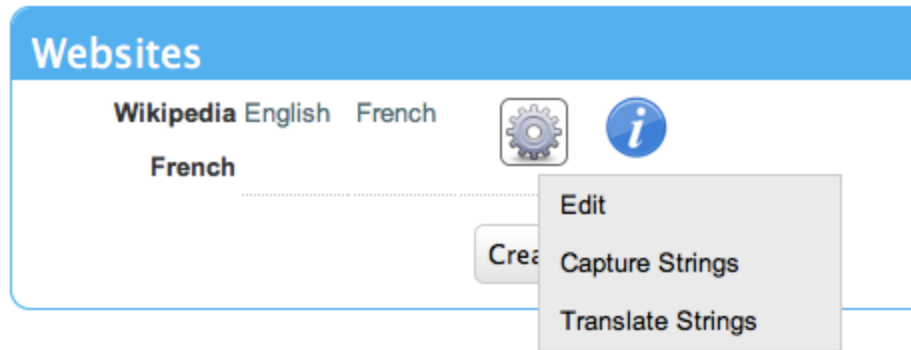 Websites
Wikipedia English French
French
Edit
Capture Strings
Translate Strings